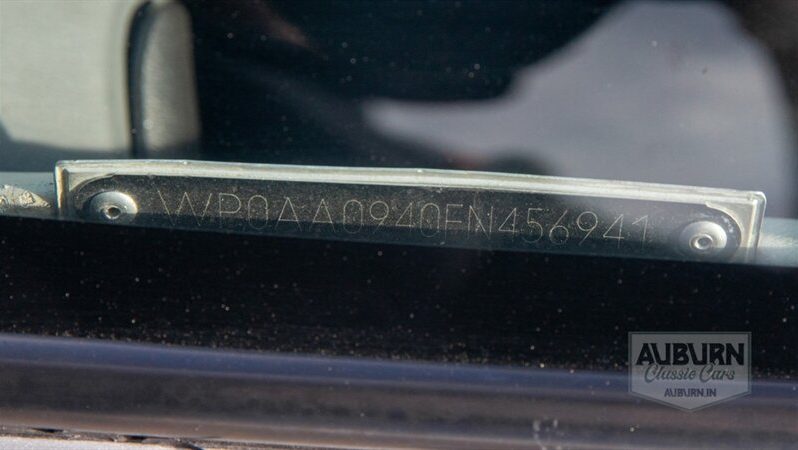 WP0AA0940FN456941
AUBURN
Classic Cars
AUBURN.IN